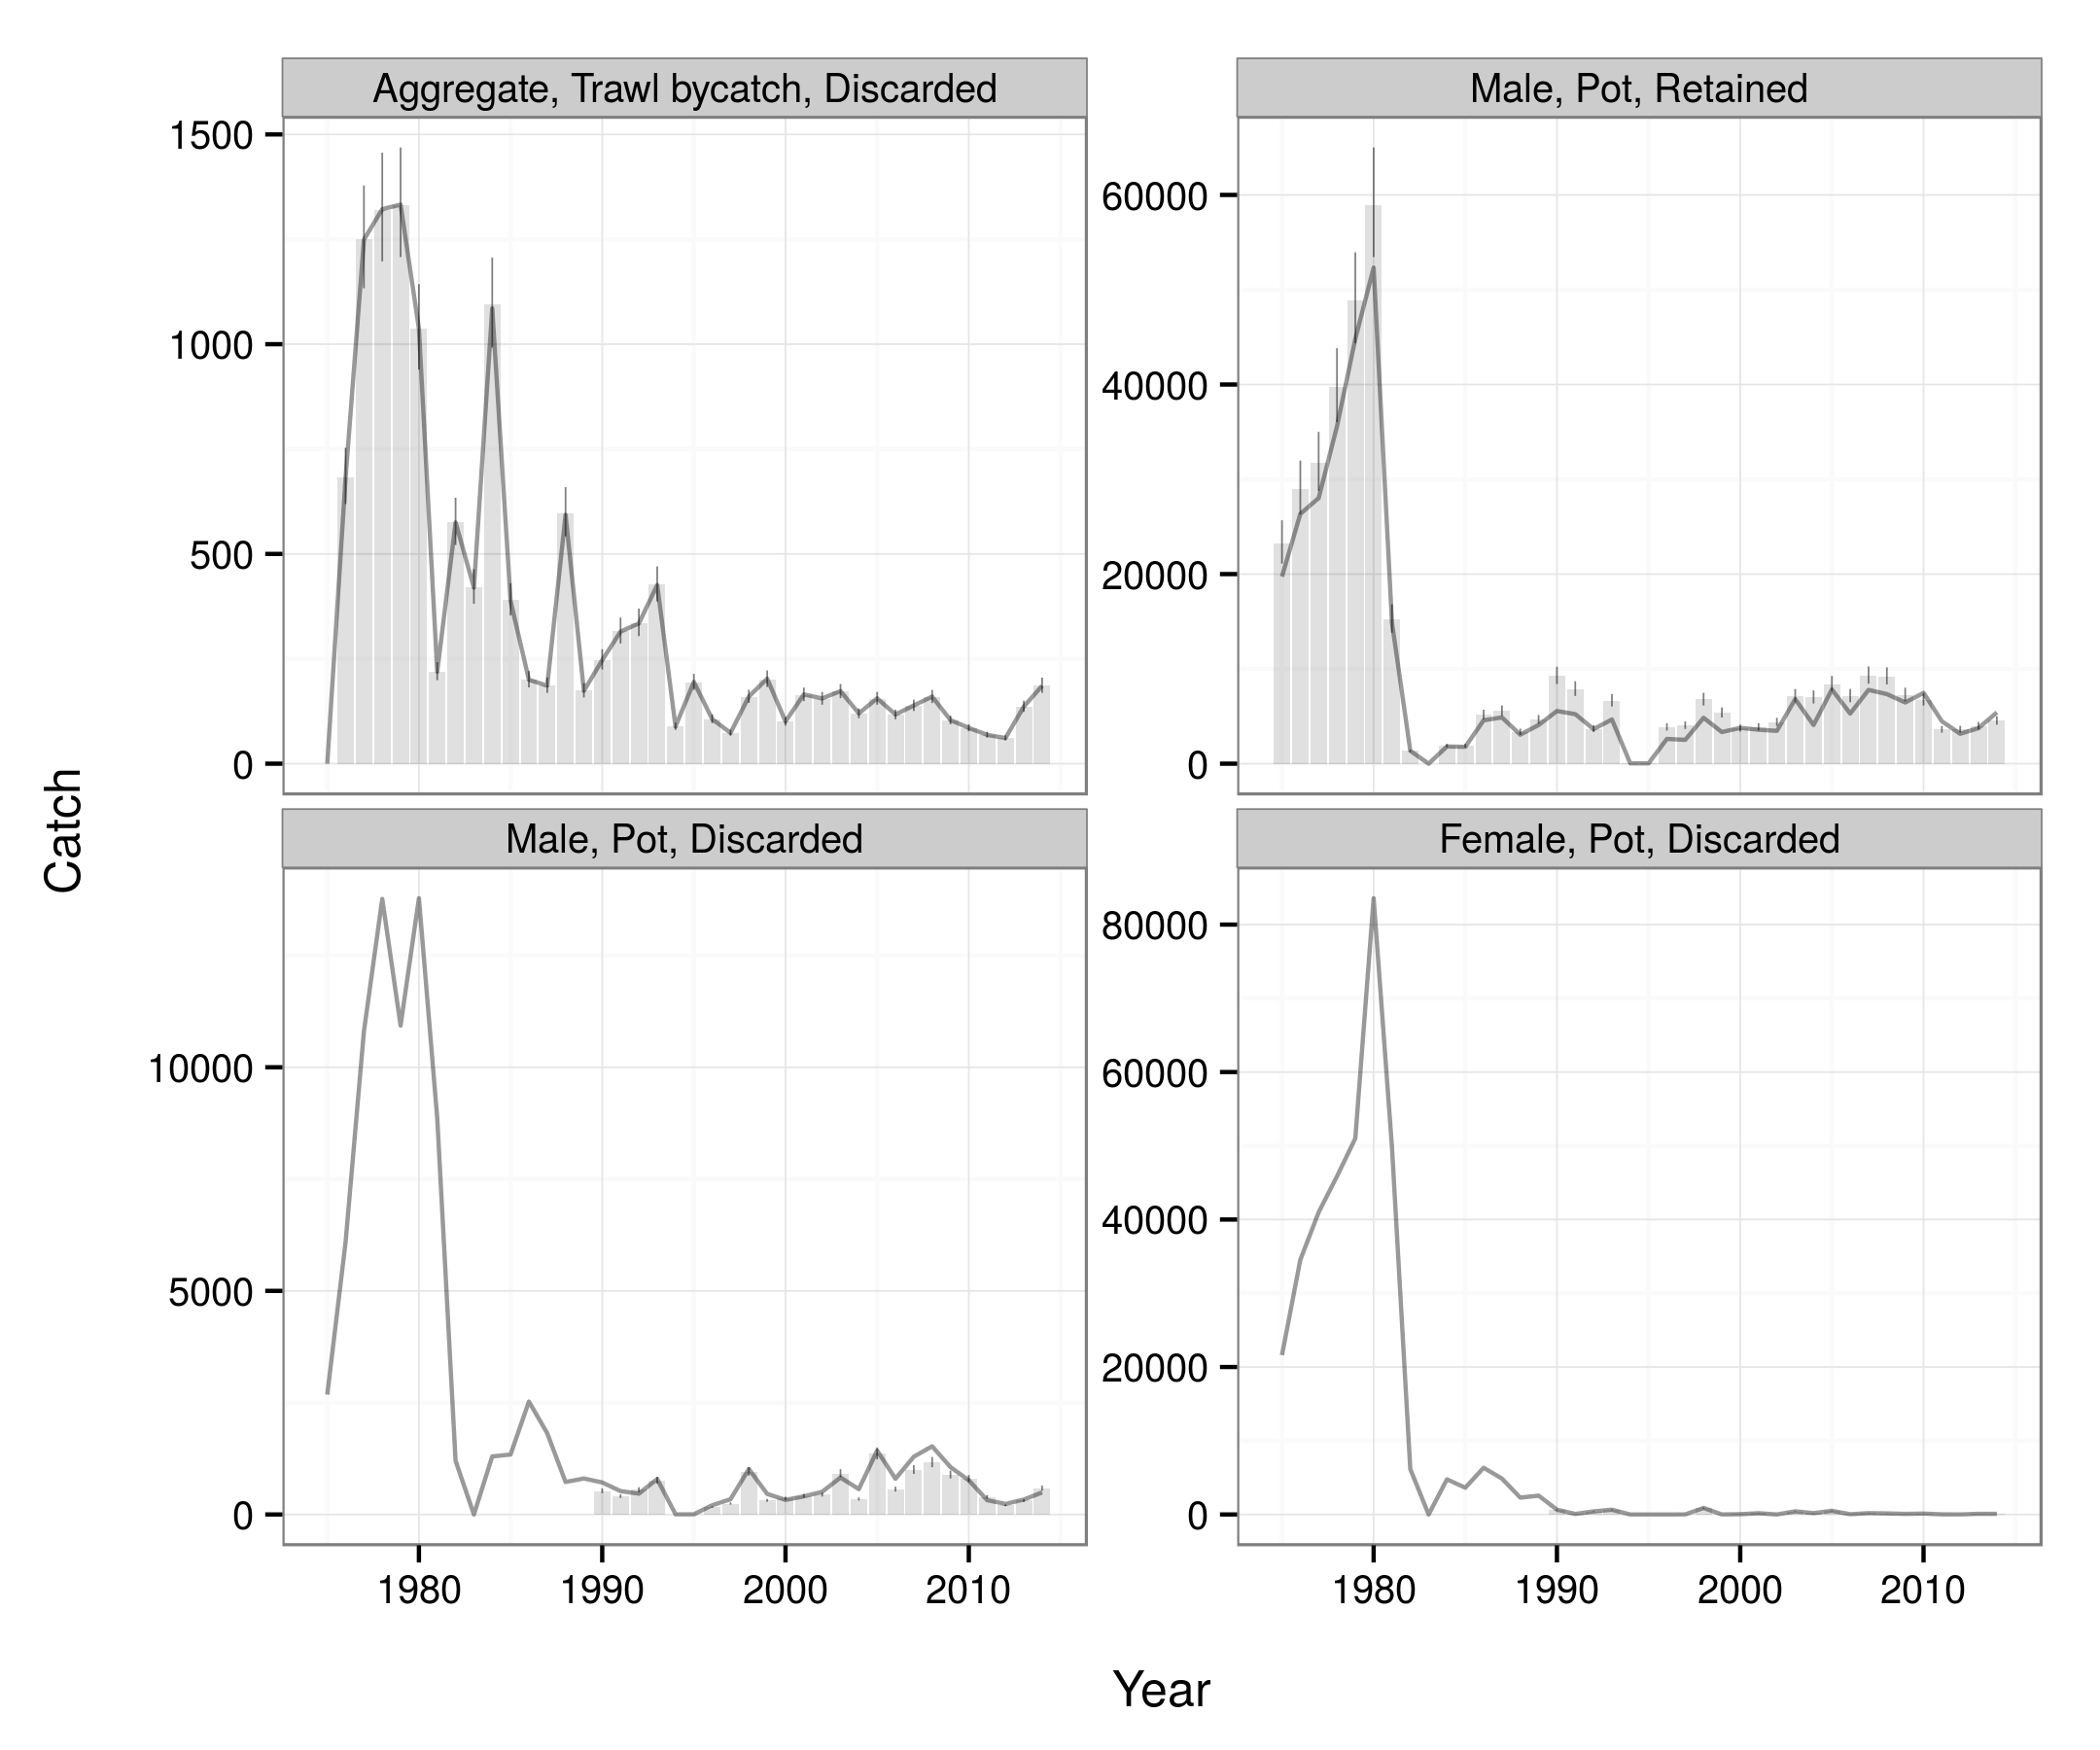 Aggregate, Trawl bycatch, Discarded
1500
1000
500
0
Male, Pot, Retained
60000
40000
20000
0
Catch
Male, Pot, Discarded
10000
5000
0
1980 1990 2000 2010
Female, Pot, Discarded
80000
60000
40000
20000
0
1980 1990 2000 2010
Year